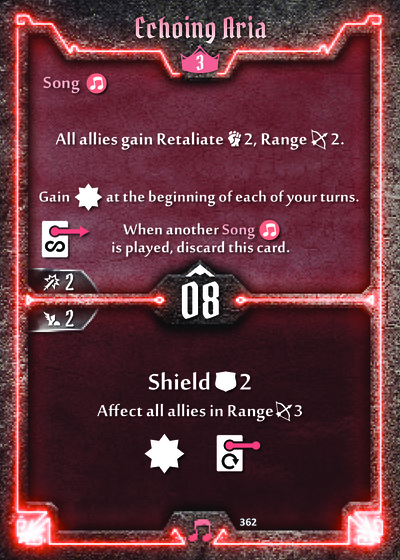 Echoing Aria
3
Song
All allies gain Retaliate 2, Range 2.
Gain at the beginning of each of your turns.
When another Song
is played, discard this card.
2
08
2
Shield 2
Affect all allies in Range 3
362